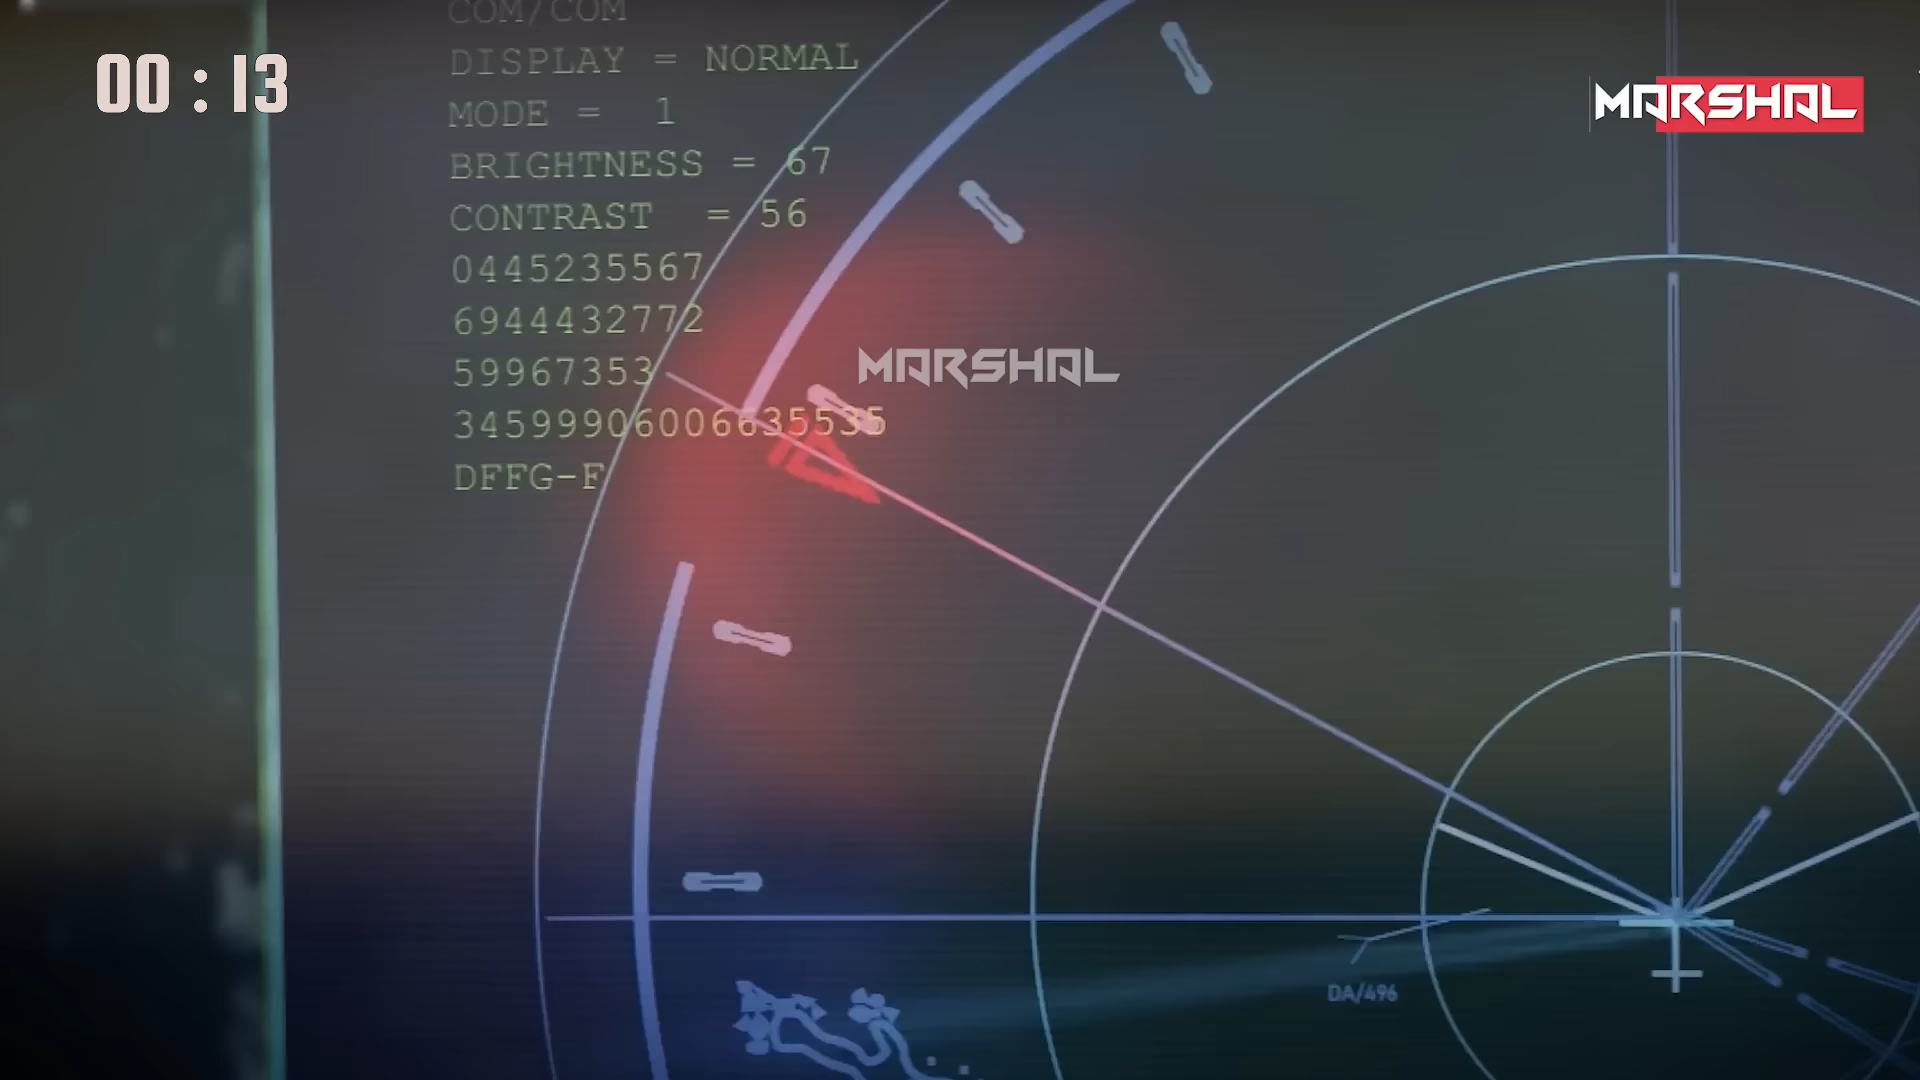 COM/COM
00 : 13
DISPLAY = NORMAL
MARSHAL
MODE = 1
BRIGHTNESS = 67
CONTRAST = 56
0445235567
6944432772
MARSHAL
59967353
34599906006635535
DFFG-F
DA/496